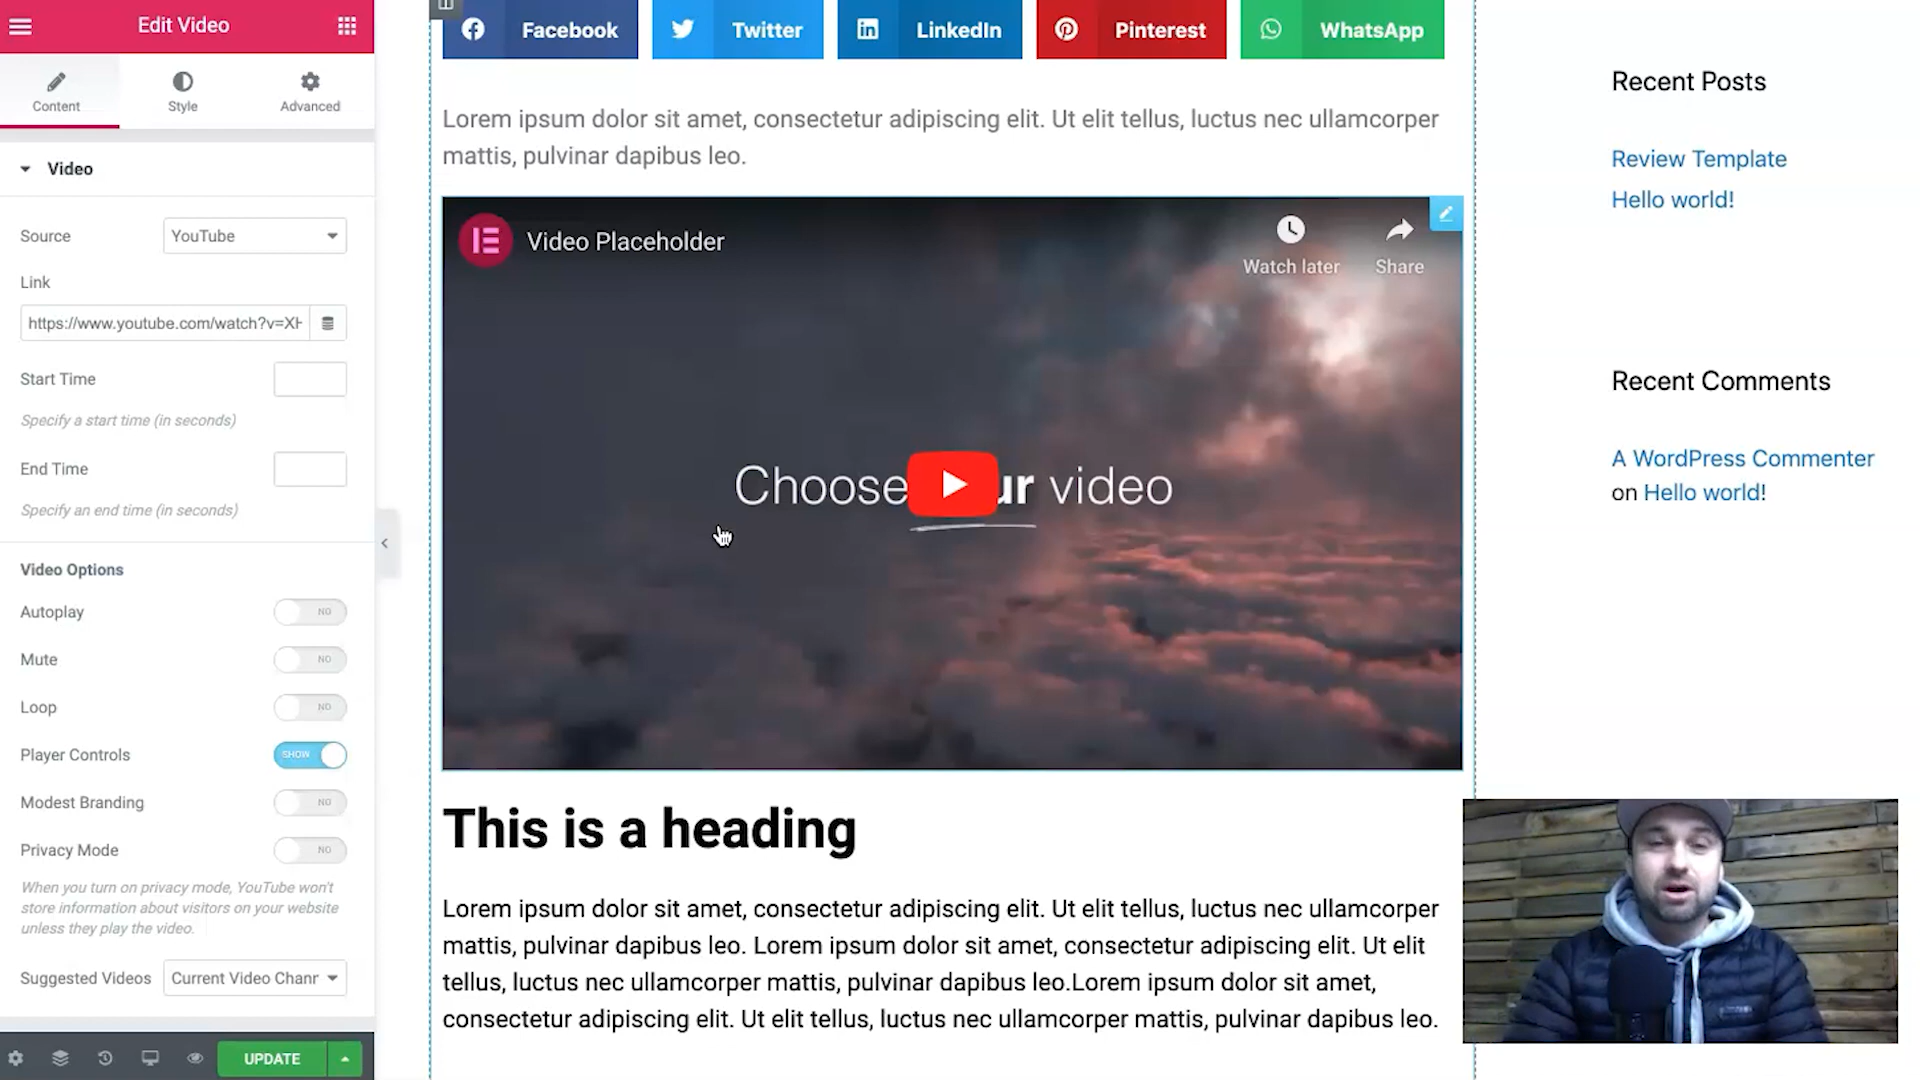 Edit Video
Content
Style
Advanced
Video
Source
YouTube
Link
https://www.youtube.com/watch?v=XH
Start Time
Specify a start time (in seconds)
End Time
Specify an end time (in seconds)
Video Options
Autoplay
NO
Mute
NO
Loop
NO
Player Controls
SHOW
Modest Branding
NO
Privacy Mode
NO
When you turn on privacy mode, YouTube won't
store information about visitors on your website
unless they play the video.
Suggested Videos
Current Video Chann
UPDATE
Facebook
Twitter
LinkedIn
Pinterest
WhatsApp
Lorem ipsum dolor sit amet, consectetur adipiscing elit. Ut elit tellus, luctus nec ullamcorper
mattis, pulvinar dapibus leo.
Video Placeholder
Watch later
Share
Choose ur video
This is a heading
Lorem ipsum dolor sit amet, consectetur adipiscing elit. Ut elit tellus, luctus nec ullamcorper
mattis, pulvinar dapibus leo. Lorem ipsum dolor sit amet, consectetur adipiscing elit. Ut elit
tellus, luctus nec ullamcorper mattis, pulvinar dapibus leo.Lorem ipsum dolor sit amet,
consectetur adipiscing elit. Ut elit tellus, luctus nec ullamcorper mattis, pulvinar dapibus leo.
Recent Posts
Review Template
Hello world!
Recent Comments
A WordPress Commenter
on Hello world!